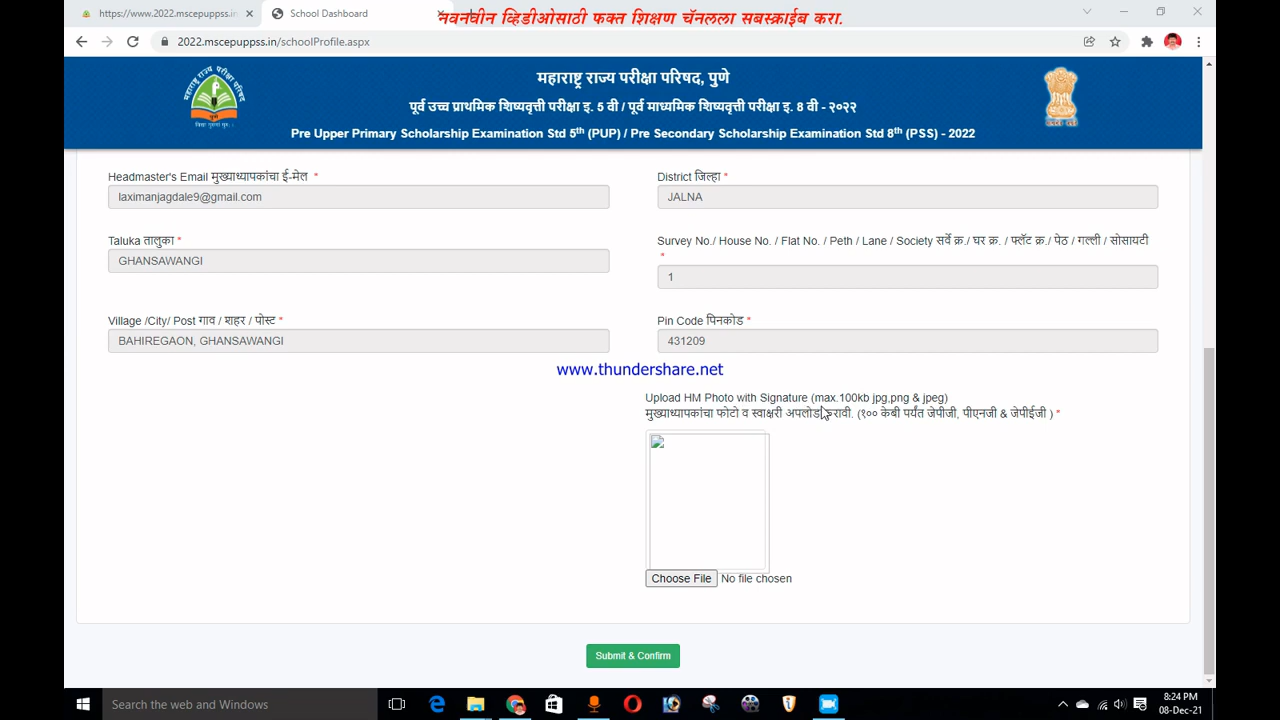 https://www.2022.mscepuppss.in
School Dashboard
नवनवीन व्हिडीओसाठी फक्त शिक्षण चॅनलला सबस्क्राईब करा.
2022.mscepuppss.in/schoolProfile.aspx
महाराष्ट्र राज्य परीक्षा परिषद, पुणे
पूर्व उच्च प्राथमिक शिष्यवृत्ती परीक्षा इ. 5 वी / पूर्व माध्यमिक शिष्यवृत्ती परीक्षा इ. 8 वी - २०२२
Pre Upper Primary Scholarship Examination Std 5th (PUP) / Pre Secondary Scholarship Examination Std 8th (PSS) - 2022
Headmaster's Email मुख्याध्यापकांचा ई-मेल *
laximanjagdale9@gmail.com
District जिल्हा *
JALNA
Taluka तालुका *
GHANSAWANGI
Survey No./ House No. / Flat No. / Peth / Lane / Society सर्वे क्र./ घर क्र. / फ्लॅट क्र./ पेठ / गल्ली / सोसायटी
*
1
Village /City/ Post गाव / शहर / पोस्ट *
BAHIREGAON, GHANSAWANGI
Pin Code पिनकोड *
431209
www.thundershare.net
Upload HM Photo with Signature (max.100kb jpg,png & jpeg)
मुख्याध्यापकांचा फोटो व स्वाक्षरी अपलोड करावी. (१०० केबी पर्यंत जेपीजी, पीएनजी & जेपीईजी ) *
Choose File No file chosen
Submit & Confirm
Search the web and Windows
8:24 PM
08-Dec-21